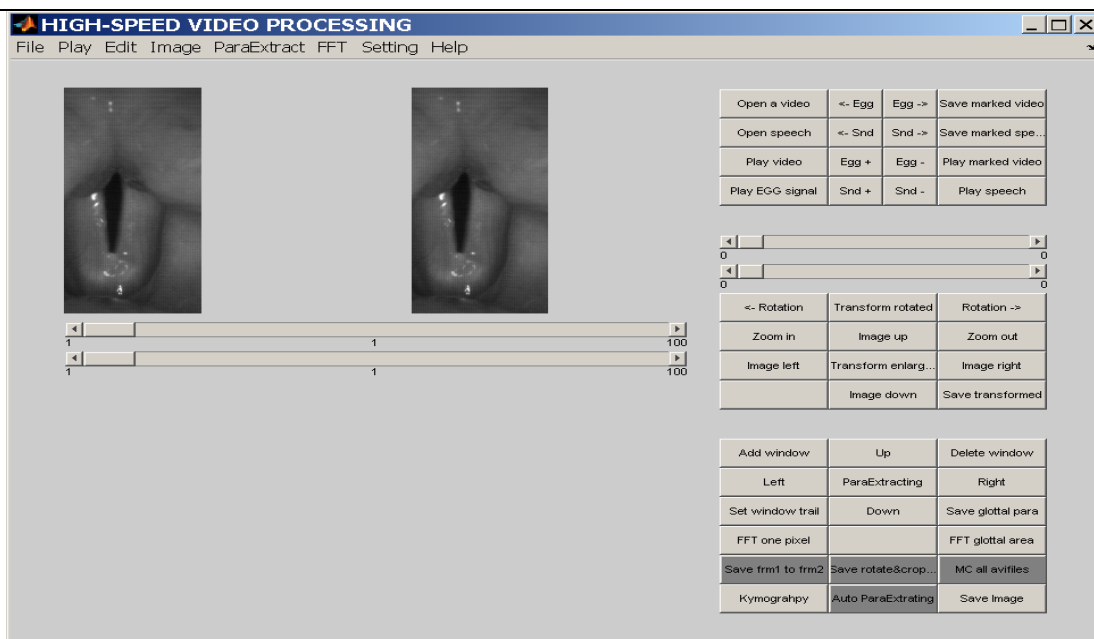 HIGH-SPEED VIDEO PROCESSING
File Play Edit Image ParaExtract FFT Setting Help
Open a video <- Egg Egg -> Save marked video
Open speech <- Snd Snd -> Save marked spe...
Play video Egg + Egg - Play marked video
Play EGG signal Snd + Snd - Play speech
0 0
0 0
<- Rotation Transform rotated Rotation ->
Zoom in Image up Zoom out
Image left Transform enlarg... Image right
Image down Save transformed
1 1 100
1 1 100
Add window Up Delete window
Left ParaExtracting Right
Set window trail Down Save glottal para
FFT one pixel FFT glottal area
Save frm1 to frm2 Save rotate&crop... MC all avifiles
Kymograhpy Auto ParaExtrating Save Image